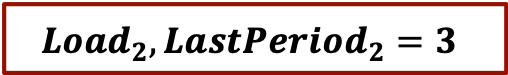 Load₂, LastPeriod₂ = 3